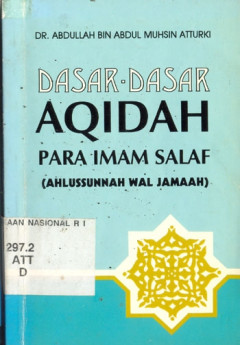 DR. ABDULLAH BIN ABDUL MUHSIN ATTURKI
DASAR-DASAR
AQIDAH
PARA IMAM SALAF
(AHLUSSUNNAH WAL JAMAAH)
AAN NASIONAL R I
297.2
ATT
D